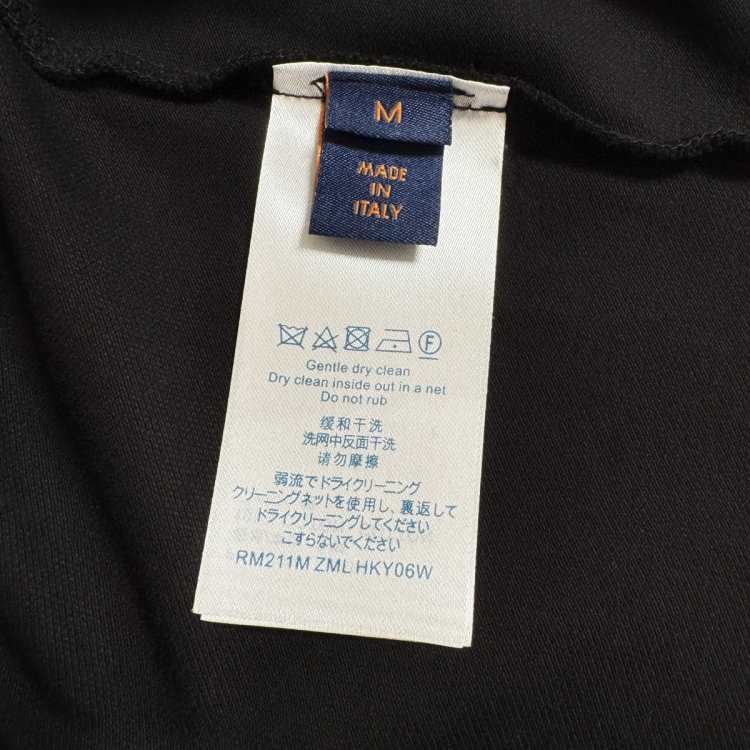 M
MADE
IN
ITALY
F
Gentle dry clean
Dry clean inside out in a net
Do not rub
缓和干洗
洗网中反面干洗
请勿摩擦
弱流でドライクリーニング
クリーニングネットを使用し、裏返して
ドライクリーニングしてください
こすらないでください
RM211M ZML HKY06W